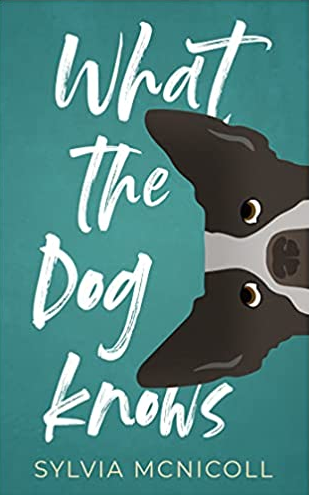 What
the
Dog
knows
SYLVIA MCNICOLL